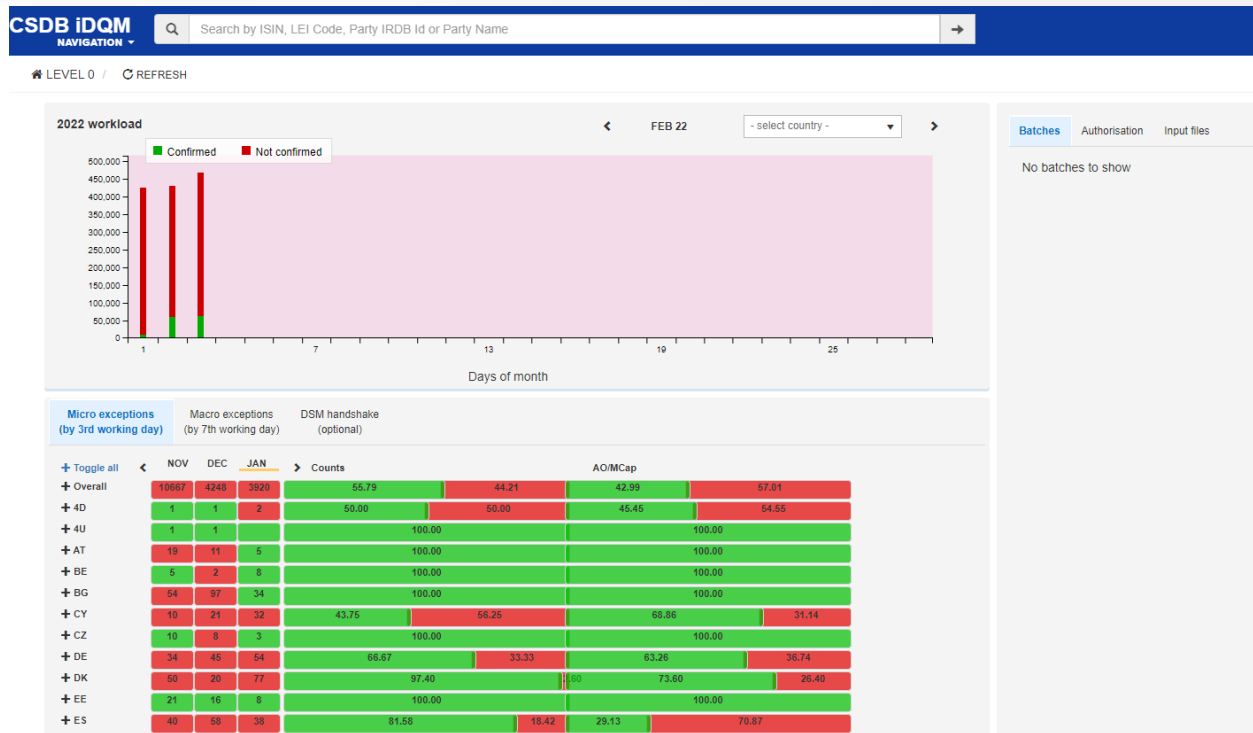 CSDB iDQM
NAVIGATION
Search by ISIN, LEI Code, Party IRDB Id or Party Name
LEVEL 0 / REFRESH
2022 workload
FEB 22
- select country -
Confirmed Not confirmed
500,000
450,000
400,000
350,000
300,000
250,000
200,000
150,000
100,000
50,000
0
1 7 13 19 25
Days of month
Batches Authorisation Input files
No batches to show
Micro exceptions Macro exceptions DSM handshake
(by 3rd working day) (by 7th working day) (optional)
Toggle all NOV DEC JAN Counts AO/MCap
Overall 10667 4248 3920 55.79 44.21 42.99 57.01
4D 1 1 2 50.00 50.00 45.45 54.55
4U 1 1 100.00 100.00
AT 19 11 5 100.00 100.00
BE 5 2 8 100.00 100.00
BG 54 97 34 100.00 100.00
CY 10 21 32 43.75 56.25 68.86 31.14
CZ 10 8 3 100.00 100.00
DE 34 45 54 66.67 33.33 63.26 36.74
DK 50 20 77 97.40 73.60 26.40
EE 21 16 8 100.00 100.00
ES 40 58 38 81.58 18.42 29.13 70.87